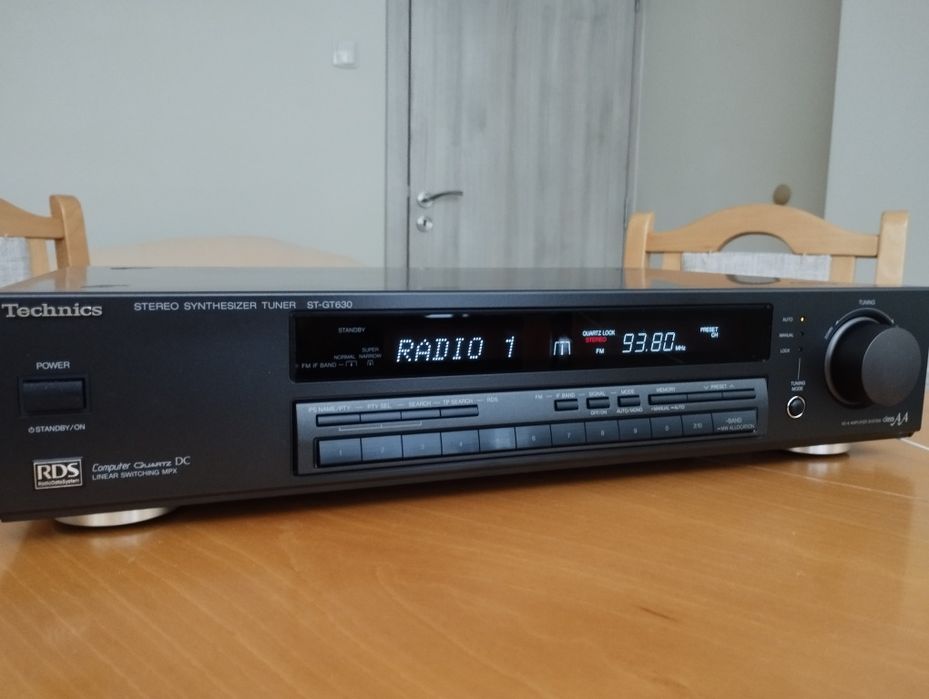 Technics
STEREO SYNTHESIZER TUNER ST-GT630
POWER
STANDBY/ON
RDS
RadioDataSystem
Computer QUARTZ DC
LINEAR SWITCHING MPX
STANDBY
SUPER
NORMAL NARROW
FM IF BAND
RADIO 1
QUARTZ LOCK
STEREO
FM
93.80 MHz
PRESET
CH
PS NAME/PTY PTY SEL SEARCH TP SEARCH RDS
FM IF BAND SIGNAL MODE MEMORY PRESET
OFF/ON AUTO/MONO MANUAL AUTO
1 2 3 4 6 7 8 9 0
BAND
MW ALLOCATION
TUNING
AUTO
MANUAL
LOCK
TUNING
MODE
class AA